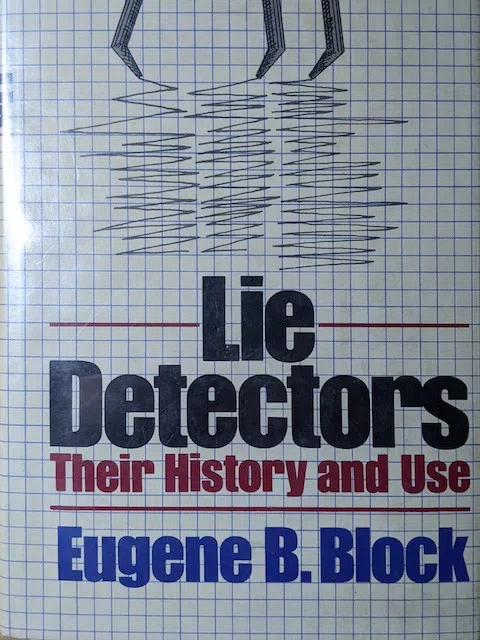 Lie
Detectors
Their History and Use
Eugene B. Block